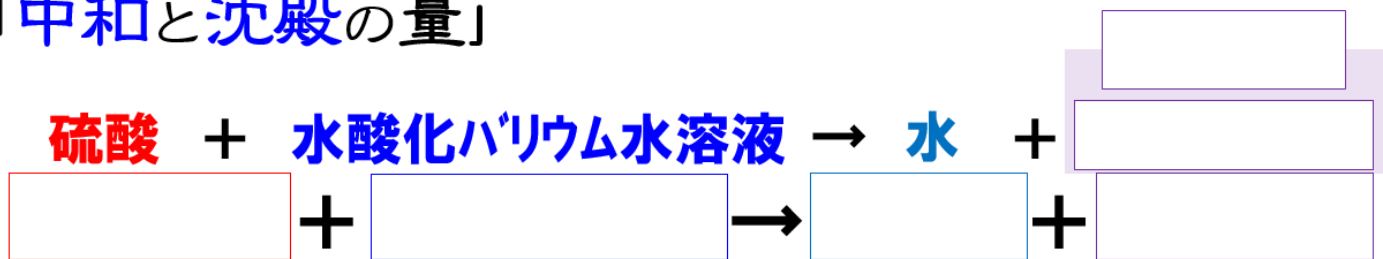 「中和と沈殿の量」
硫酸 + 水酸化バリウム水溶液 → 水 +
+ → +